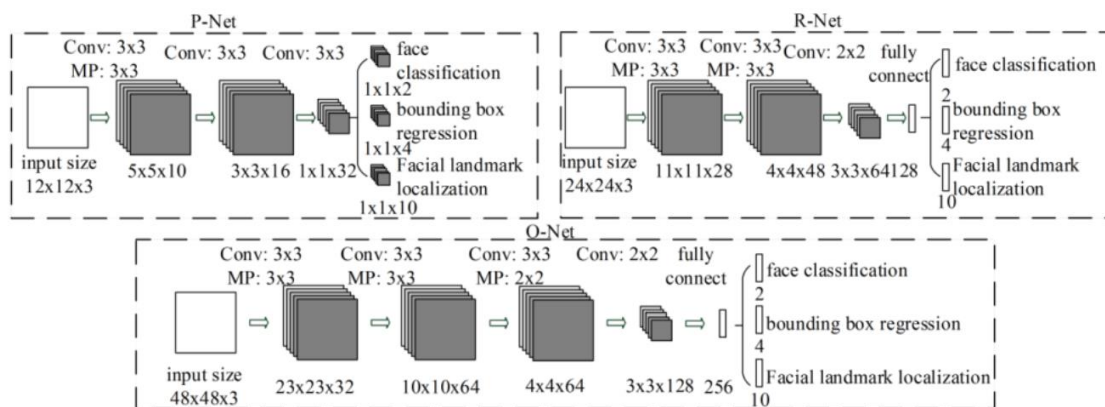 P-Net
Conv: 3x3 Conv: 3x3 Conv: 3x3
MP: 3x3
face
classification
1x1x2
bounding box
regression
1x1x4
Facial landmark
localization
1x1x10
input size
12x12x3
5x5x10
3x3x16
1x1x32
R-Net
Conv: 3x3 Conv: 3x3 Conv: 2x2 fully
MP: 3x3 MP: 3x3 connect
face classification
2
bounding box
regression
4
Facial landmark
localization
10
input size
24x24x3
11x11x28
4x4x48
3x3x64
128
O-Net
Conv: 3x3 Conv: 3x3 Conv: 3x3 Conv: 2x2 fully
MP: 3x3 MP: 3x3 MP: 2x2 connect
face classification
2
bounding box regression
4
Facial landmark localization
10
input size
48x48x3
23x23x32
10x10x64
4x4x64
3x3x128
256